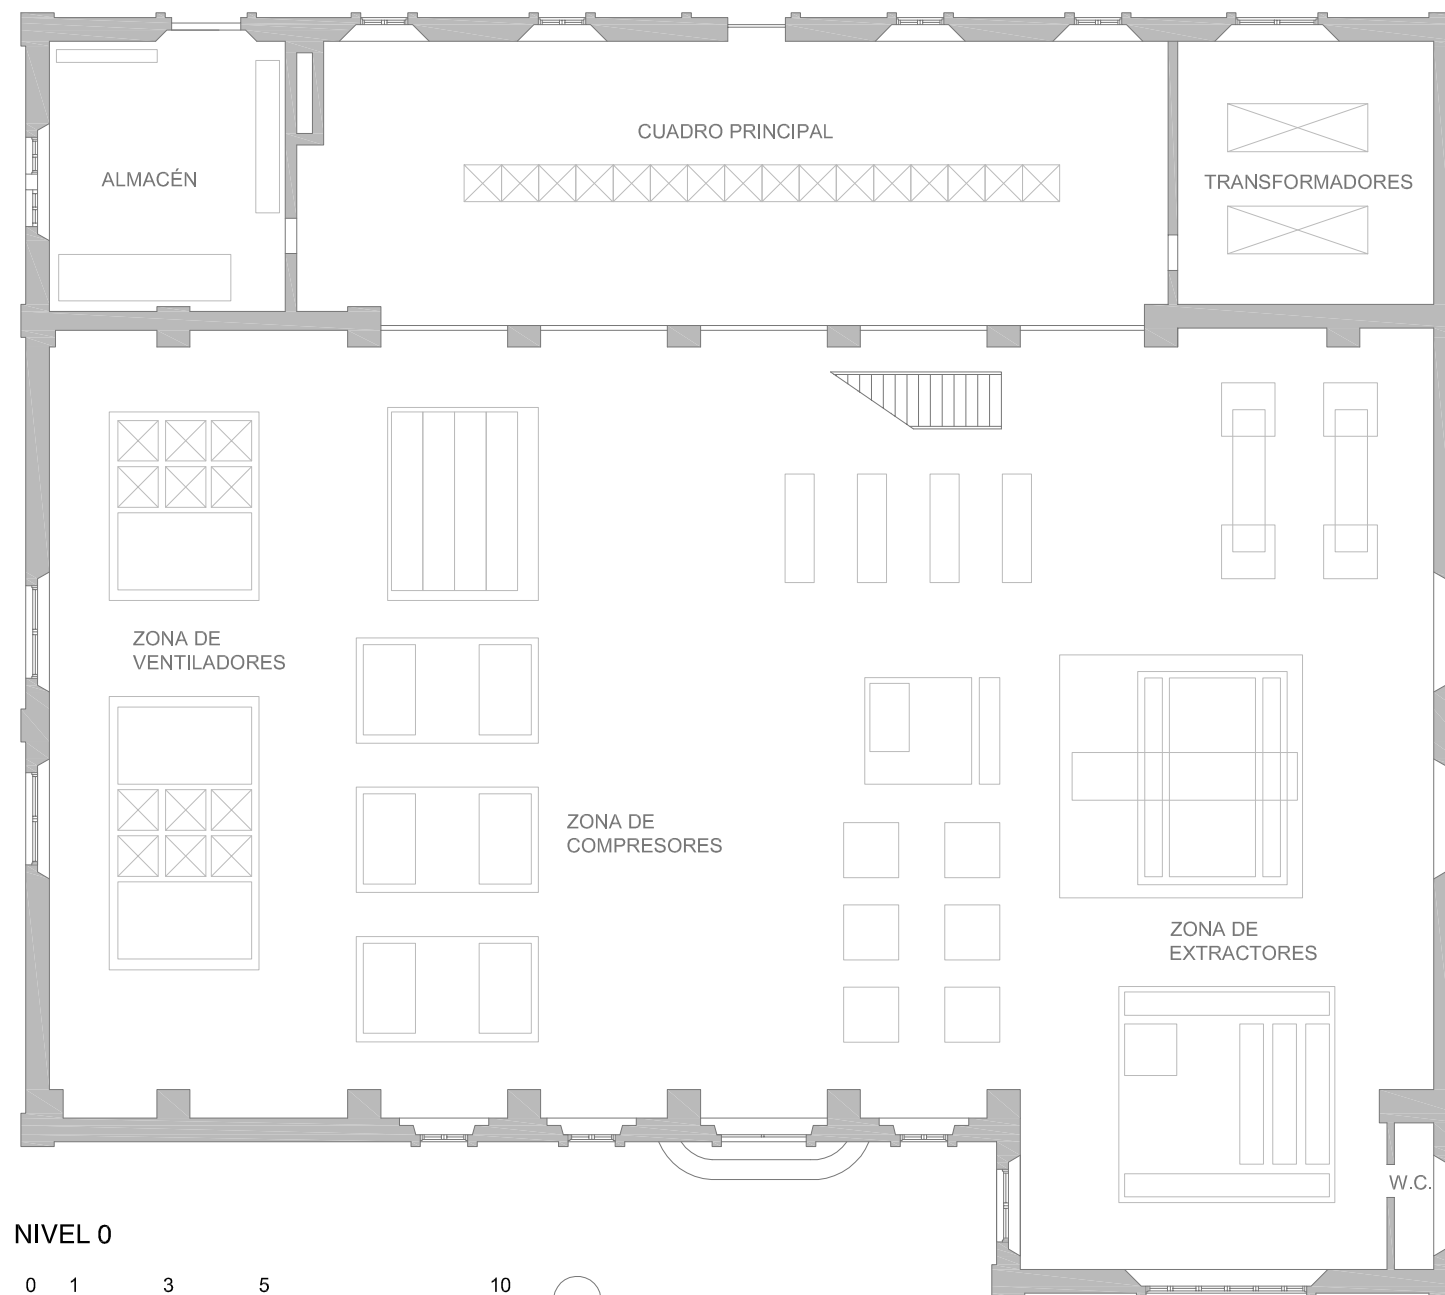 CUADRO PRINCIPAL
ALMACÉN
TRANSFORMADORES
ZONA DE
VENTILADORES
ZONA DE
COMPRESORES
ZONA DE
EXTRACTORES
W.C.
NIVEL 0
0 1 3 5 10